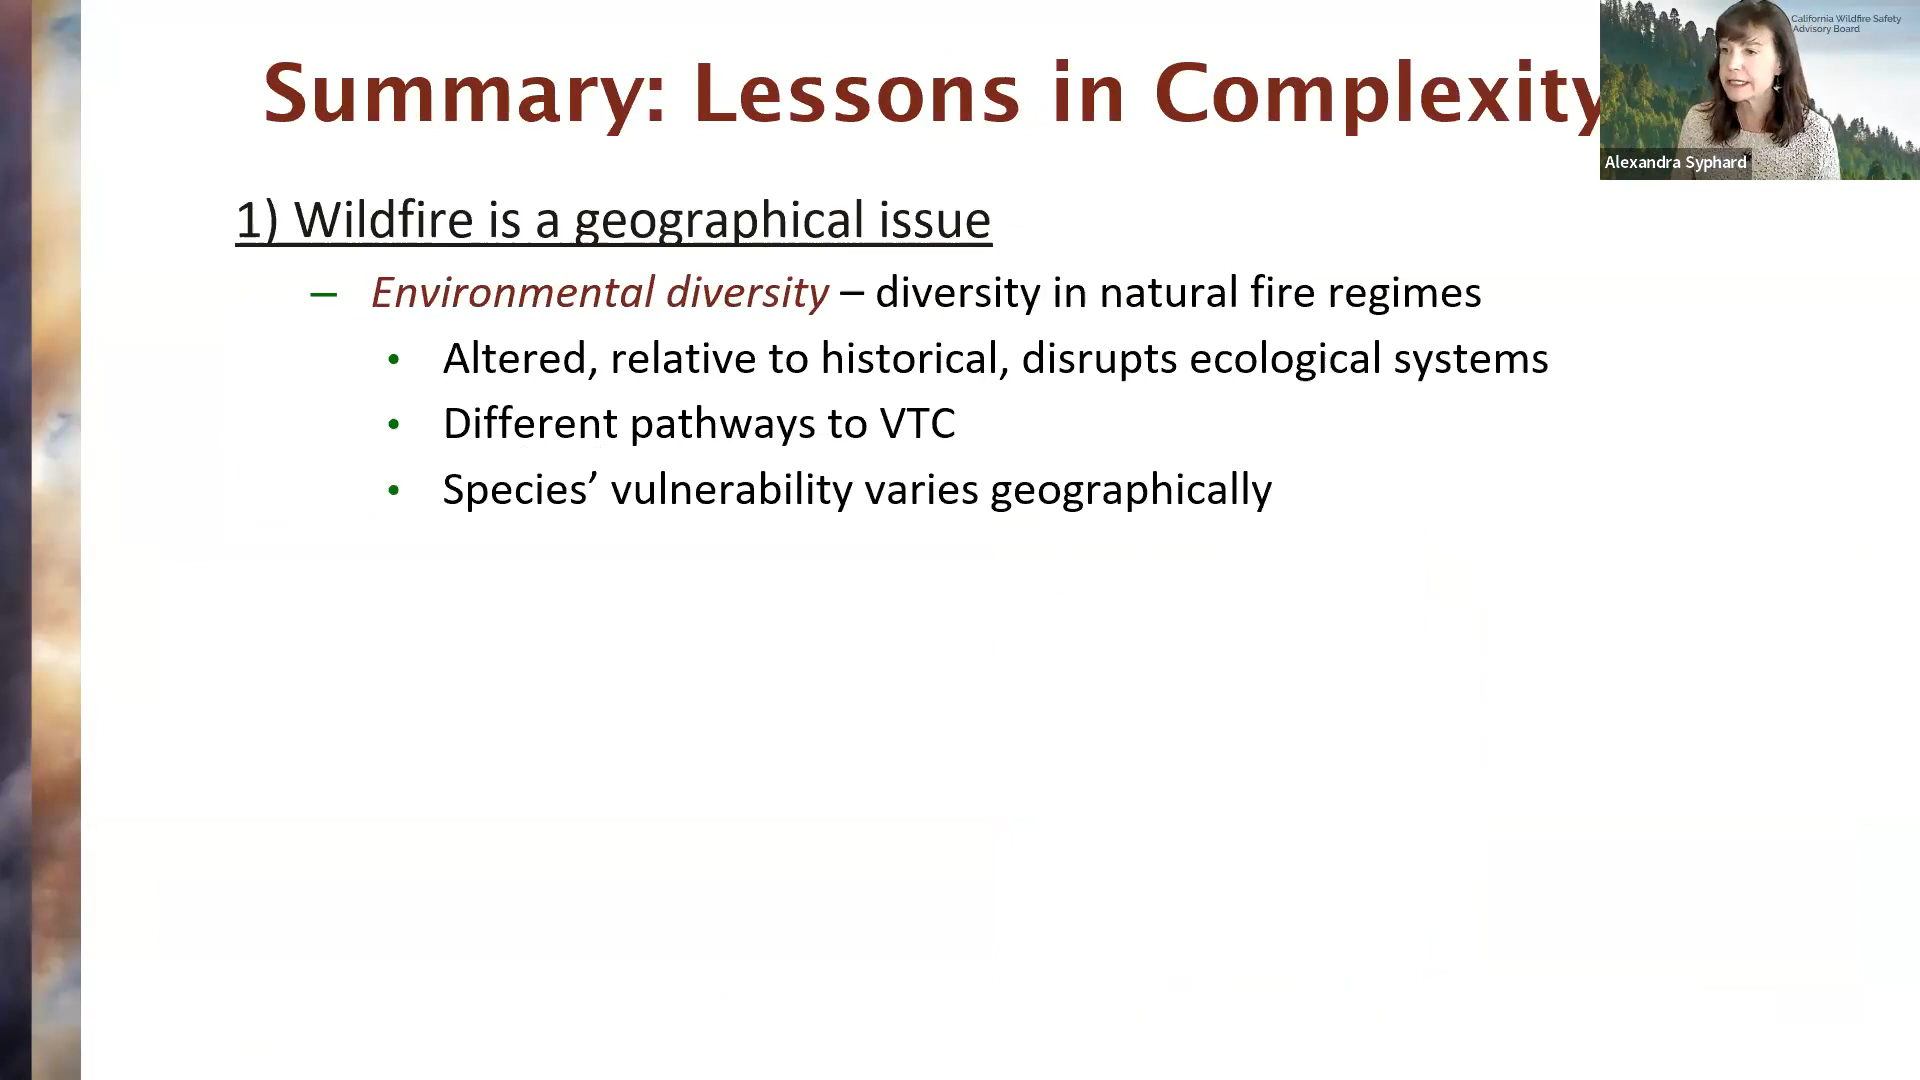 Summary: Lessons in Complexity
California Wildfire Safety
Advisory Board
Alexandra Syphard
1) Wildfire is a geographical issue
– Environmental diversity – diversity in natural fire regimes
• Altered, relative to historical, disrupts ecological systems
• Different pathways to VTC
• Species’ vulnerability varies geographically